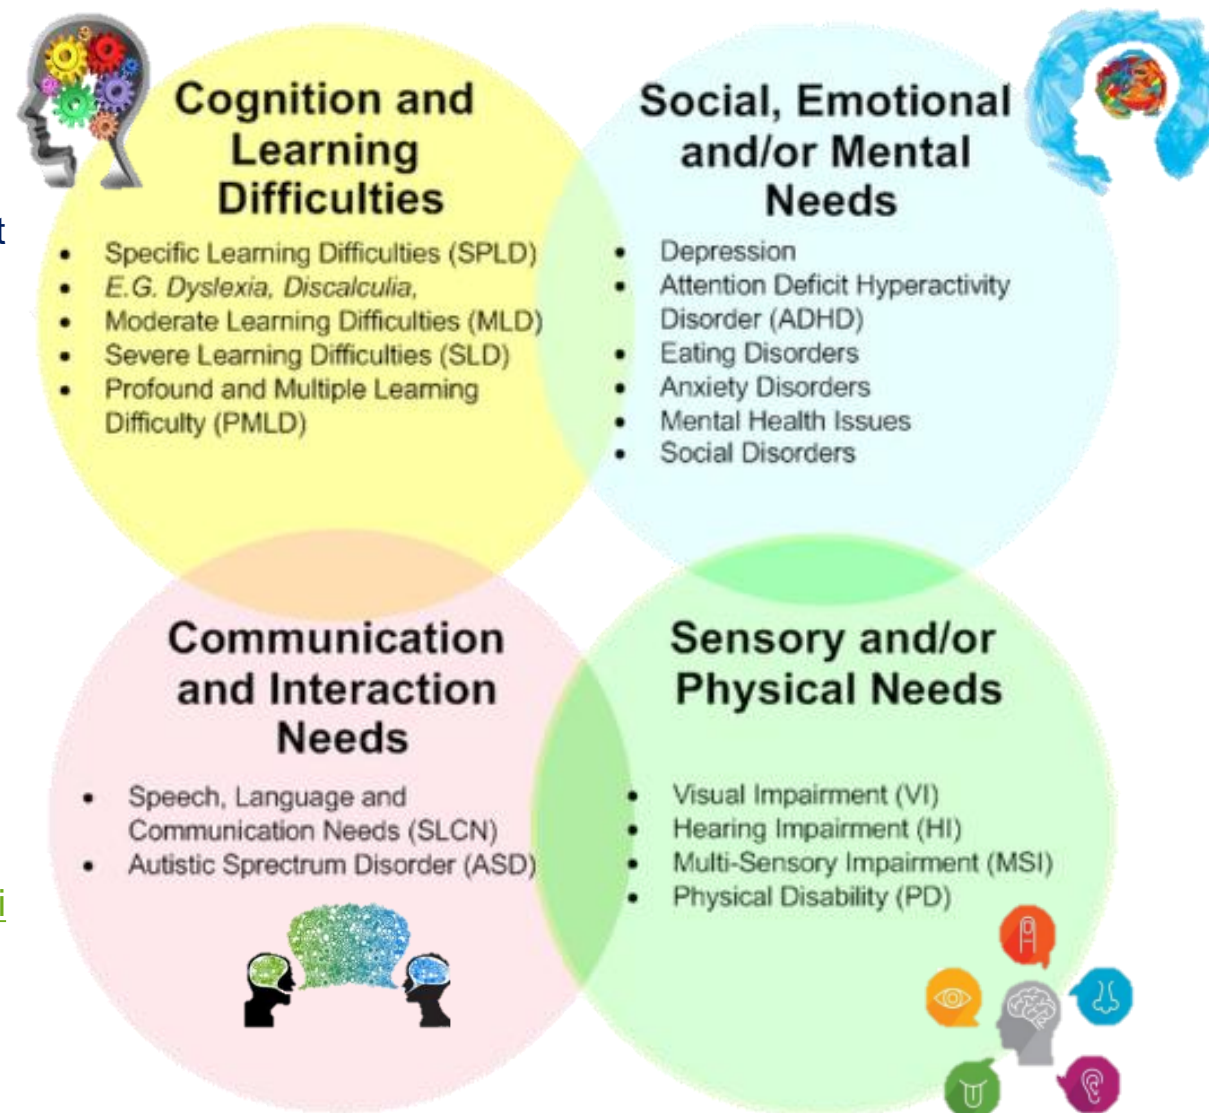 Cognition and
Learning
Difficulties
• Specific Learning Difficulties (SPLD)
• E.G. Dyslexia, Discalculia,
• Moderate Learning Difficulties (MLD)
• Severe Learning Difficulties (SLD)
• Profound and Multiple Learning
Difficulty (PMLD)
Social, Emotional
and/or Mental
Needs
• Depression
• Attention Deficit Hyperactivity
Disorder (ADHD)
• Eating Disorders
• Anxiety Disorders
• Mental Health Issues
• Social Disorders
t
Communication
and Interaction
Needs
• Speech, Language and
Communication Needs (SLCN)
• Autistic Sprectrum Disorder (ASD)
Sensory and/or
Physical Needs
• Visual Impairment (VI)
• Hearing Impairment (HI)
• Multi-Sensory Impairment (MSI)
• Physical Disability (PD)
i